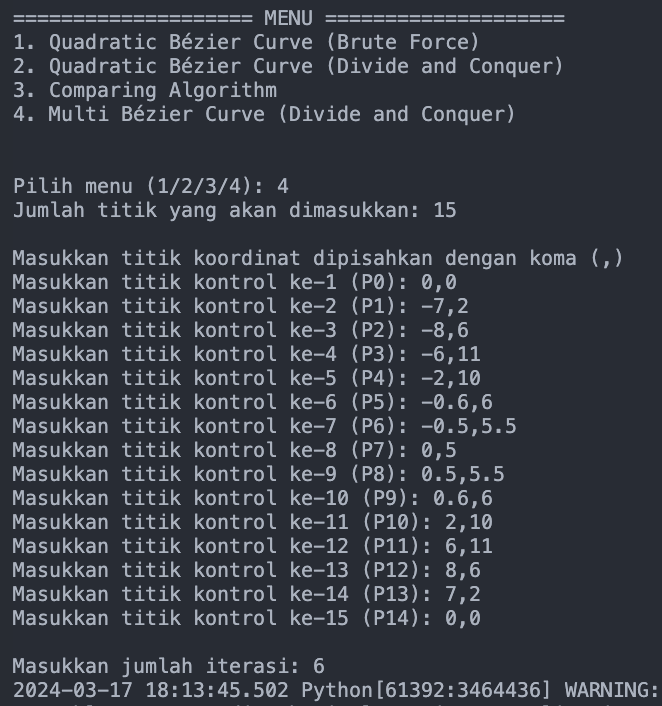 ==================== MENU ====================
1. Quadratic Bézier Curve (Brute Force)
2. Quadratic Bézier Curve (Divide and Conquer)
3. Comparing Algorithm
4. Multi Bézier Curve (Divide and Conquer)
Pilih menu (1/2/3/4): 4
Jumlah titik yang akan dimasukkan: 15
Masukkan titik koordinat dipisahkan dengan koma (,)
Masukkan titik kontrol ke-1 (P0): 0,0
Masukkan titik kontrol ke-2 (P1): -7,2
Masukkan titik kontrol ke-3 (P2): -8,6
Masukkan titik kontrol ke-4 (P3): -6,11
Masukkan titik kontrol ke-5 (P4): -2,10
Masukkan titik kontrol ke-6 (P5): -0.6,6
Masukkan titik kontrol ke-7 (P6): -0.5,5.5
Masukkan titik kontrol ke-8 (P7): 0,5
Masukkan titik kontrol ke-9 (P8): 0.5,5.5
Masukkan titik kontrol ke-10 (P9): 0.6,6
Masukkan titik kontrol ke-11 (P10): 2,10
Masukkan titik kontrol ke-12 (P11): 6,11
Masukkan titik kontrol ke-13 (P12): 8,6
Masukkan titik kontrol ke-14 (P13): 7,2
Masukkan titik kontrol ke-15 (P14): 0,0
Masukkan jumlah iterasi: 6
2024-03-17 18:13:45.502 Python[61392:3464436] WARNING: